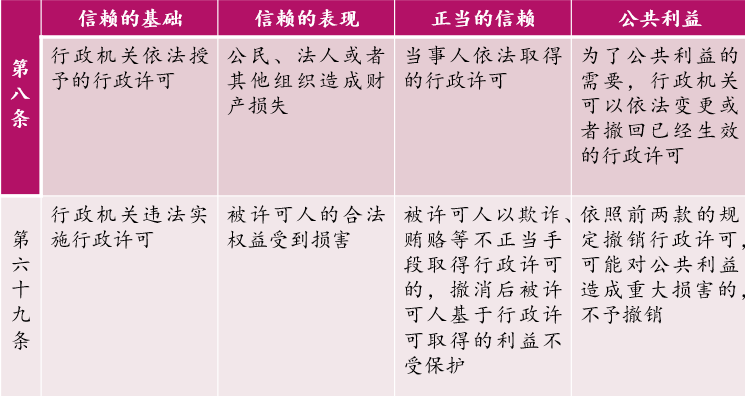 信赖的基础
信赖的表现
正当的信赖
公共利益
第八条
行政机关依法授
予的行政许可
公民、法人或者
其他组织造成财
产损失
当事人依法取得
的行政许可
为了公共利益的
需要，行政机关
可以依法变更或
者撤回已经生效
的行政许可
第六十九条
行政机关违法实
施行政许可
被许可人的合法
权益受到损害
被许可人以欺诈、
贿赂等不正当手
段取得行政许可
的，撤消后被许
可人基于行政许
可取得的利益不
受保护
依照前两款的规
定撤销行政许可，
可能对公共利益
造成重大损害的，
不予撤销